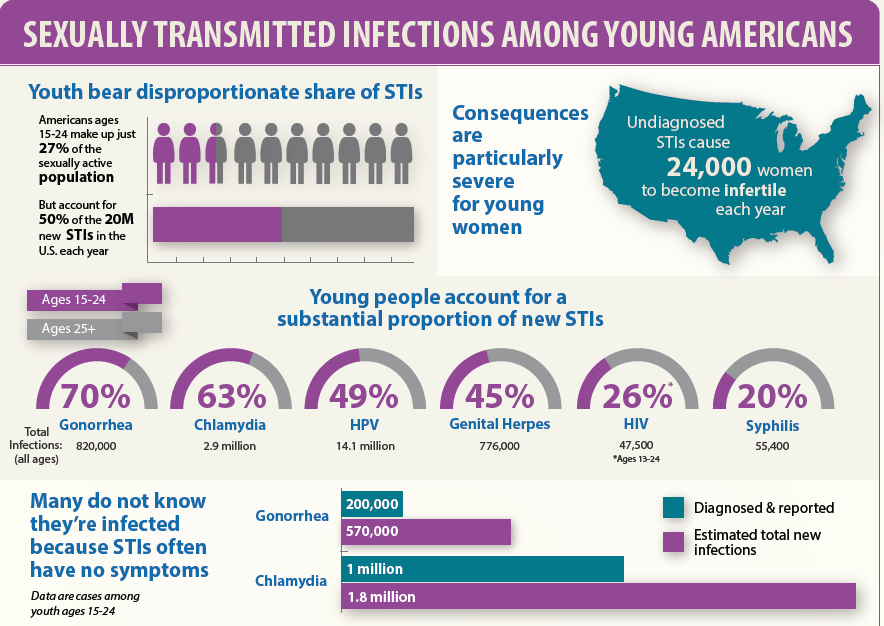 SEXUALLY TRANSMITTED INFECTIONS AMONG YOUNG AMERICANS
Youth bear disproportionate share of STIs
Americans ages
15-24 make up just
27% of the
sexually active
population
But account for
50% of the 20M
new STIs in the
U.S. each year
Consequences
are
particularly
severe
for young
women
Undiagnosed
STIs cause
24,000 women
to become infertile
each year
Ages 15-24
Ages 25+
Young people account for a
substantial proportion of new STIs
70%
Gonorrhea
63%
Chlamydia
49%
HPV
45%
Genital Herpes
26%*
HIV
20%
Syphilis
Total
Infections:
(all ages)
820,000
2.9 million
14.1 million
776,000
47,500
*Ages 13-24
55,400
Many do not know
they’re infected
because STIs often
have no symptoms
Data are cases among
youth ages 15-24
Gonorrhea
200,000
570,000
Chlamydia
1 million
1.8 million
Diagnosed & reported
Estimated total new
infections